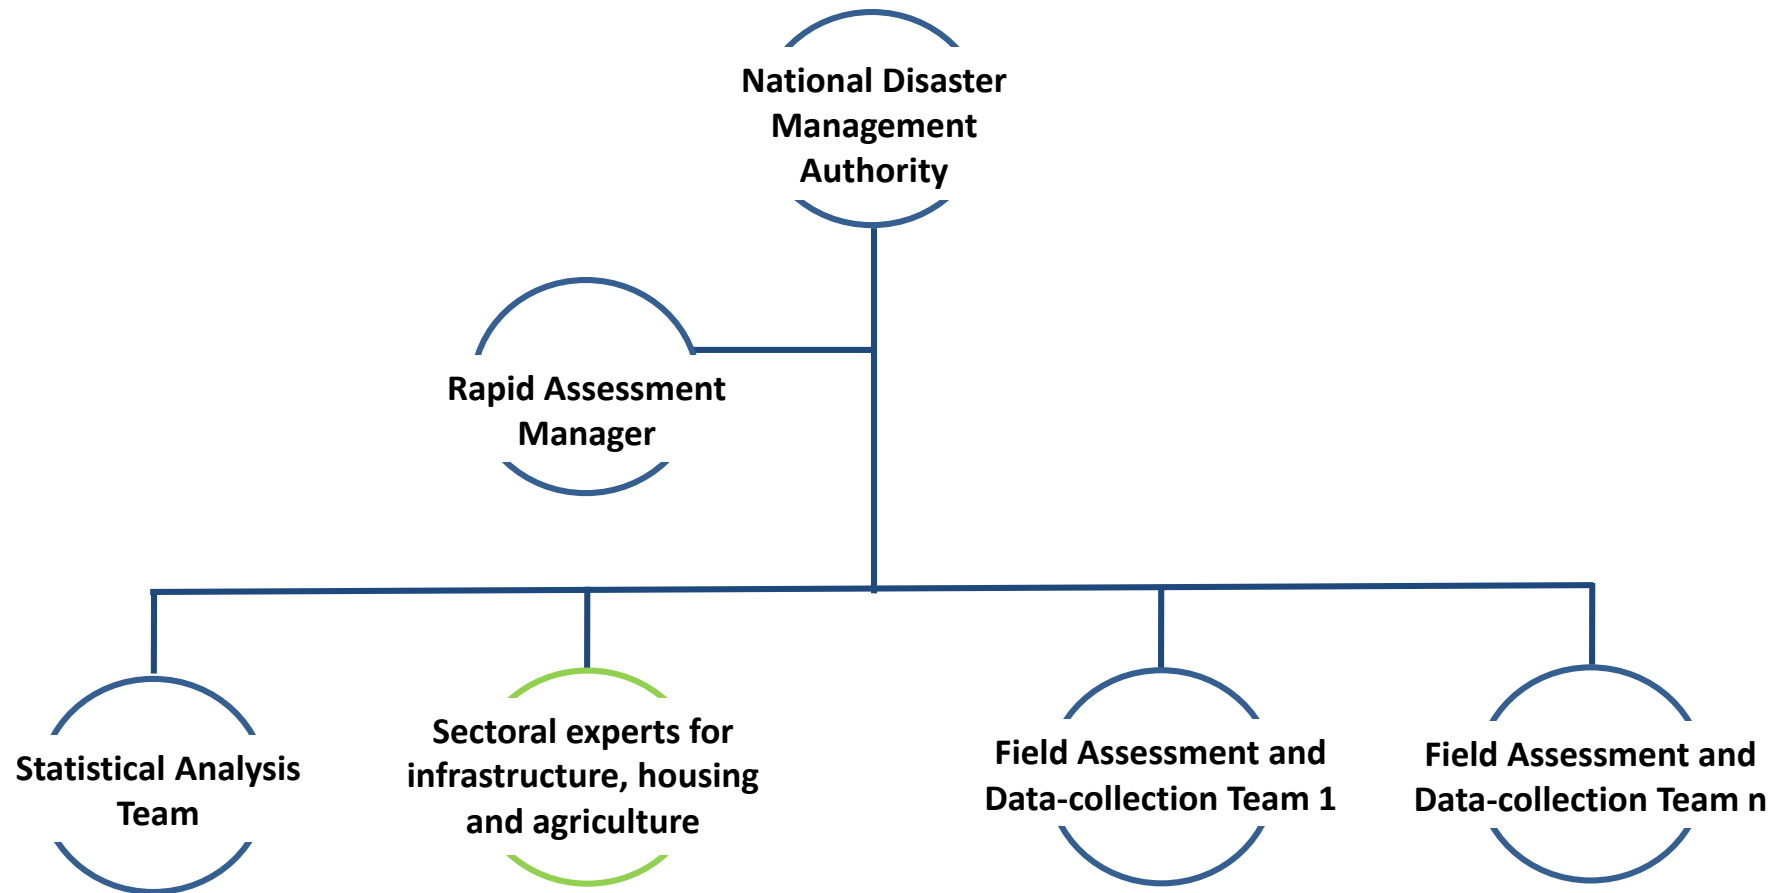 National Disaster
Management
Authority
Rapid Assessment
Manager
Statistical Analysis
Team
Sectoral experts for
infrastructure, housing
and agriculture
Field Assessment and
Data-collection Team 1
Field Assessment and
Data-collection Team n